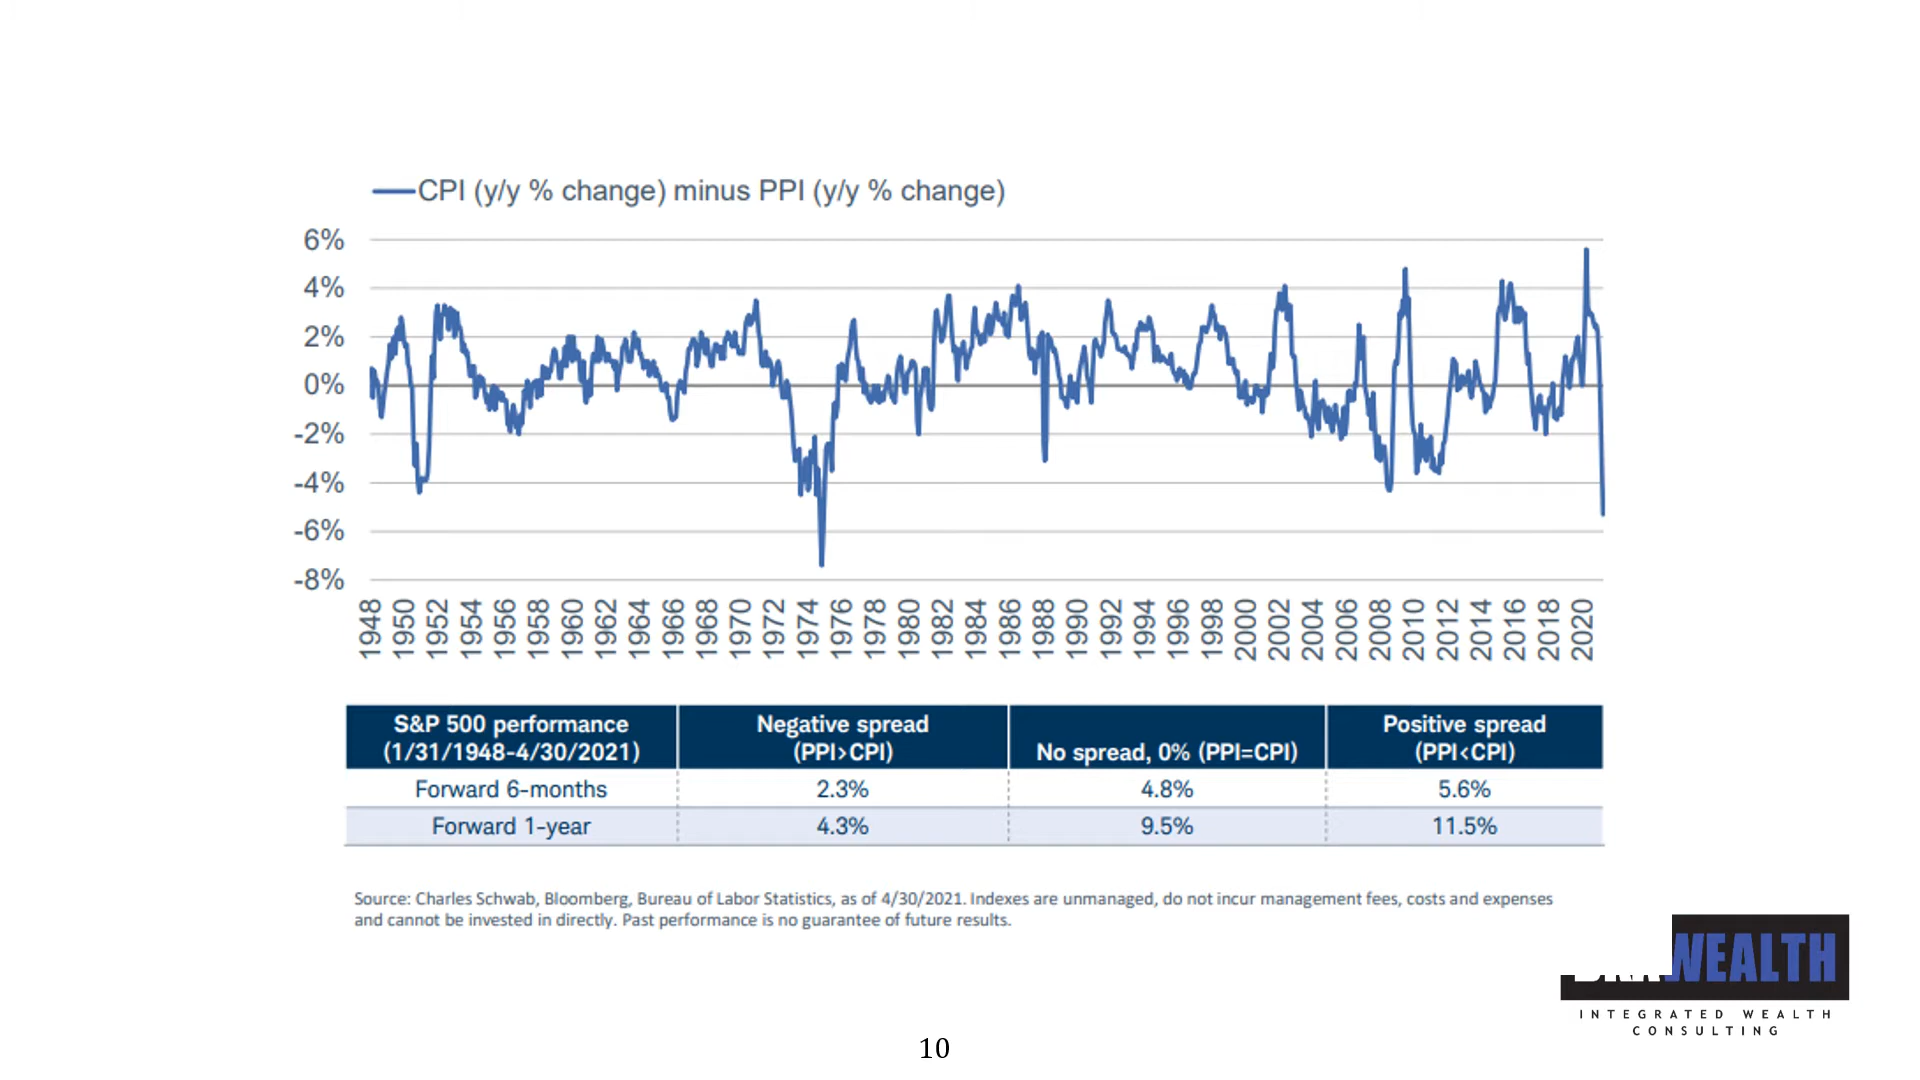 CPI (y/y % change) minus PPI (y/y % change)
6%
4%
2%
0%
-2%
-4%
-6%
-8%
1948 1950 1952 1954 1956 1958 1960 1962 1964 1966 1968 1970 1972 1974 1976 1978 1980 1982 1984 1986 1988 1990 1992 1994 1996 1998 2000 2002 2004 2006 2008 2010 2012 2014 2016 2018 2020
S&P 500 performance (1/31/1948-4/30/2021) Negative spread (PPI>CPI) No spread, 0% (PPI=CPI) Positive spread (PPI<CPI)
Forward 6-months 2.3% 4.8% 5.6%
Forward 1-year 4.3% 9.5% 11.5%
Source: Charles Schwab, Bloomberg, Bureau of Labor Statistics, as of 4/30/2021. Indexes are unmanaged, do not incur management fees, costs and expenses
and cannot be invested in directly. Past performance is no guarantee of future results.
WEALTH
INTEGRATED WEALTH
CONSULTING
10